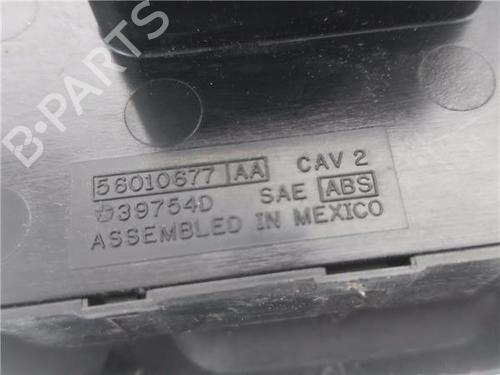 B-PARTS
56010677 AA CAV 2
39754D SAE ABS
ASSEMBLED IN MEXICO